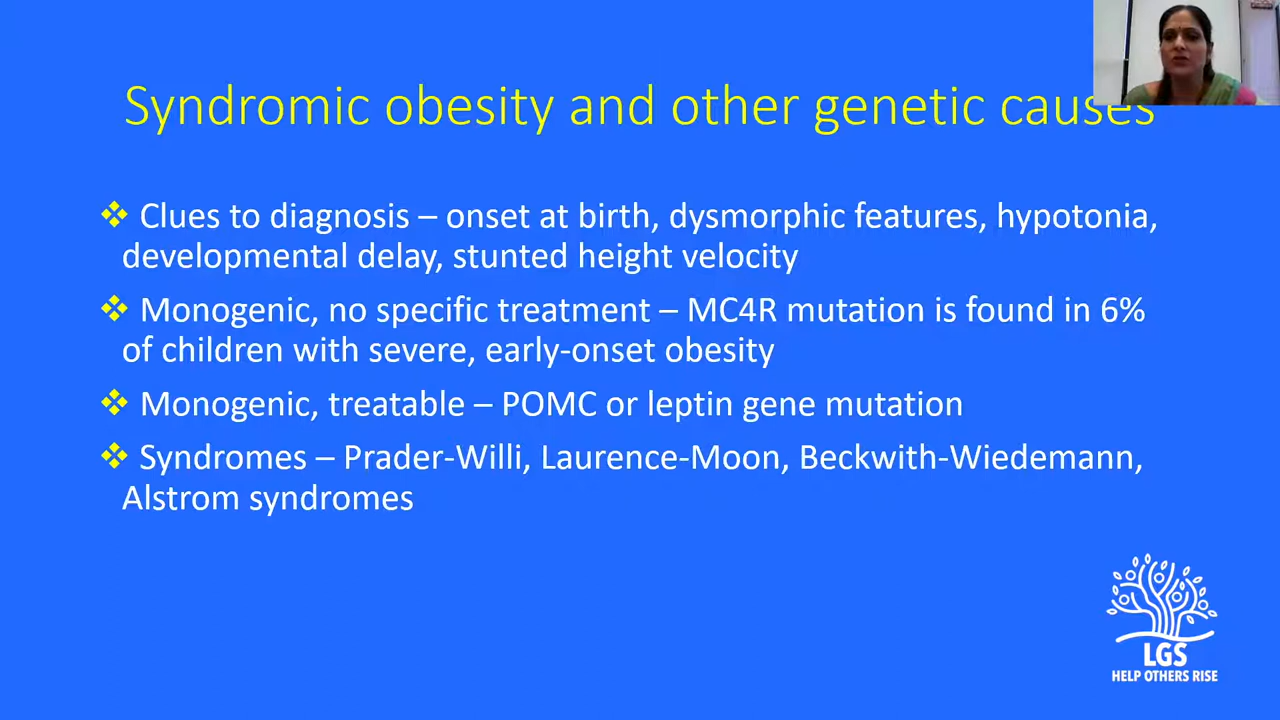 Syndromic obesity and other genetic causes
❖ Clues to diagnosis – onset at birth, dysmorphic features, hypotonia,
developmental delay, stunted height velocity
❖ Monogenic, no specific treatment – MC4R mutation is found in 6%
of children with severe, early-onset obesity
❖ Monogenic, treatable – POMC or leptin gene mutation
❖ Syndromes – Prader-Willi, Laurence-Moon, Beckwith-Wiedemann,
Alstrom syndromes
LGS
HELP OTHERS RISE